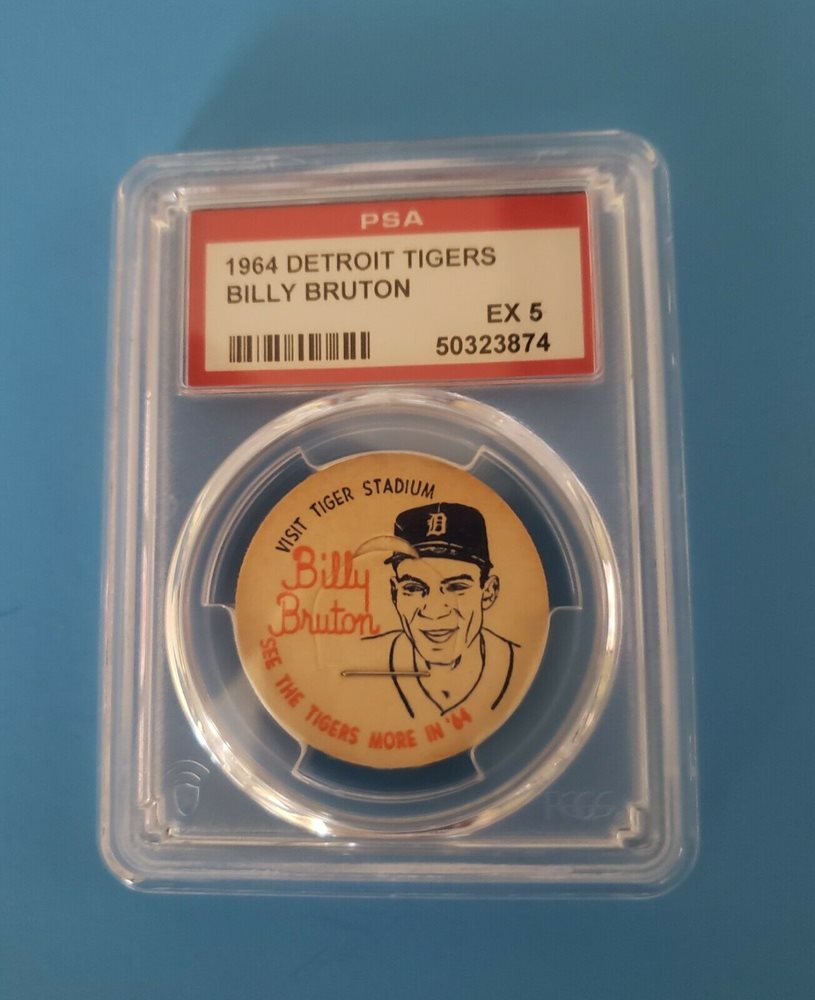 PSA
1964 DETROIT TIGERS
BILLY BRUTON
EX 5
50323874
VISIT TIGER STADIUM
D
Billy
Bruton
SEE THE TIGERS MORE IN '64